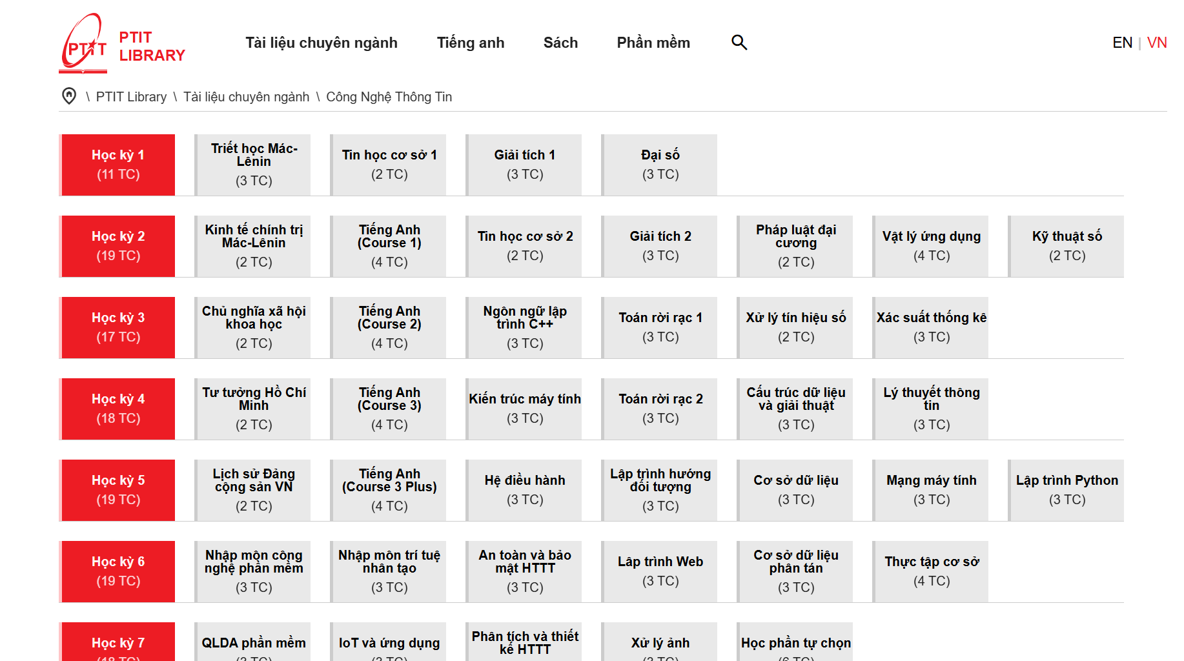 PTIT
PTIT
LIBRARY
Tài liệu chuyên ngành
Tiếng anh
Sách
Phần mềm
EN | VN
\ PTIT Library \ Tài liệu chuyên ngành \ Công Nghệ Thông Tin
Học kỳ 1
(11 TC)
Triết học Mác-
Lênin
(3 TC)
Tin học cơ sở 1
(2 TC)
Giải tích 1
(3 TC)
Đại số
(3 TC)
Học kỳ 2
(19 TC)
Kinh tế chính trị
Mác-Lênin
(2 TC)
Tiếng Anh
(Course 1)
(4 TC)
Tin học cơ sở 2
(2 TC)
Giải tích 2
(3 TC)
Pháp luật đại
cương
(2 TC)
Vật lý ứng dụng
(4 TC)
Kỹ thuật số
(2 TC)
Học kỳ 3
(17 TC)
Chủ nghĩa xã hội
khoa học
(2 TC)
Tiếng Anh
(Course 2)
(4 TC)
Ngôn ngữ lập
trình C++
(3 TC)
Toán rời rạc 1
(3 TC)
Xử lý tín hiệu số
(2 TC)
Xác suất thống kê
(3 TC)
Học kỳ 4
(18 TC)
Tư tưởng Hồ Chí
Minh
(2 TC)
Tiếng Anh
(Course 3)
(4 TC)
Kiến trúc máy tính
(3 TC)
Toán rời rạc 2
(3 TC)
Cấu trúc dữ liệu
và giải thuật
(3 TC)
Lý thuyết thông
tin
(3 TC)
Học kỳ 5
(19 TC)
Lịch sử Đảng
cộng sản VN
(2 TC)
Tiếng Anh
(Course 3 Plus)
(4 TC)
Hệ điều hành
(3 TC)
Lập trình hướng
đối tượng
(3 TC)
Cơ sở dữ liệu
(3 TC)
Mạng máy tính
(3 TC)
Lập trình Python
(3 TC)
Học kỳ 6
(19 TC)
Nhập môn công
nghệ phần mềm
(3 TC)
Nhập môn trí tuệ
nhân tạo
(3 TC)
An toàn và bảo
mật HTTT
(3 TC)
Lâp trình Web
(3 TC)
Cơ sở dữ liệu
phân tán
(3 TC)
Thực tập cơ sở
(4 TC)
Học kỳ 7
(18 TC)
QLDA phần mềm
(3 TC)
IoT và ứng dụng
(3 TC)
Phân tích và thiết
kế HTTT
Xử lý ảnh
(3 TC)
Học phần tự chọn
(6 TC)